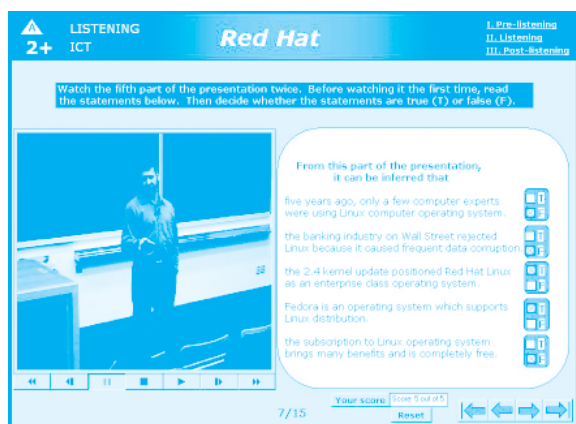 A
2+
LISTENING
ICT
Red Hat
I. Pre-listening
II. Listening
III. Post-listening
Watch the fifth part of the presentation twice. Before watching it the first time, read
the statements below. Then decide whether the statements are true (T) or false (F).
From this part of the presentation,
it can be inferred that
five years ago, only a few computer experts
were using Linux computer operating system.
T
F
the banking industry on Wall Street rejected
Linux because it caused frequent data corruption.
T
F
the 2.4 kernel update positioned Red Hat Linux
as an enterprise class operating system.
T
F
Fedora is an operating system which supports
Linux distribution.
T
F
the subscription to Linux operating system
brings many benefits and is completely free.
T
F
7/15
Your score
Score 5 out of 5
Reset